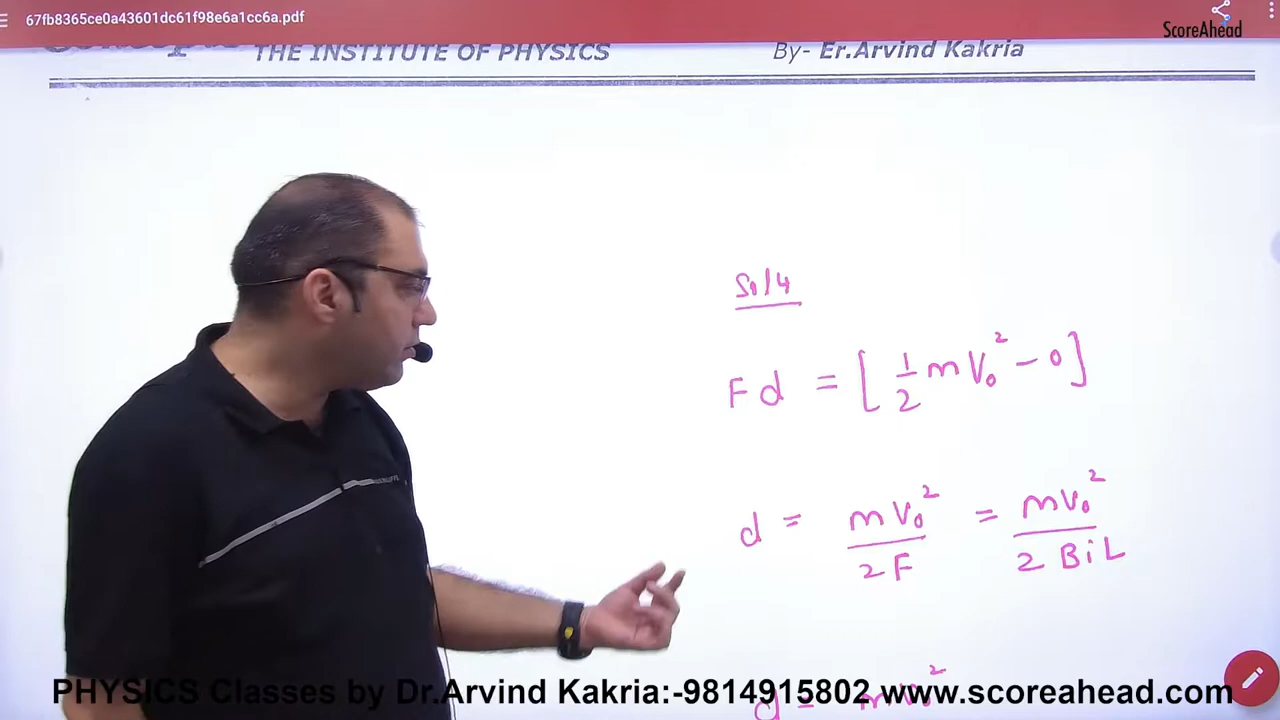 67fb8365ce0a43601dc61f98e6a1cc6a.pdf
ScoreAhead
THE INSTITUTE OF PHYSICS By- Er.Arvind Kakria
Sol4
Fd = [1/2 mV₀² - 0]
d = mV₀²/2F = mV₀²/2BiL
d = mV₀²
PHYSICS Classes by Dr.Arvind Kakria:-9814915802 www.scoreahead.com